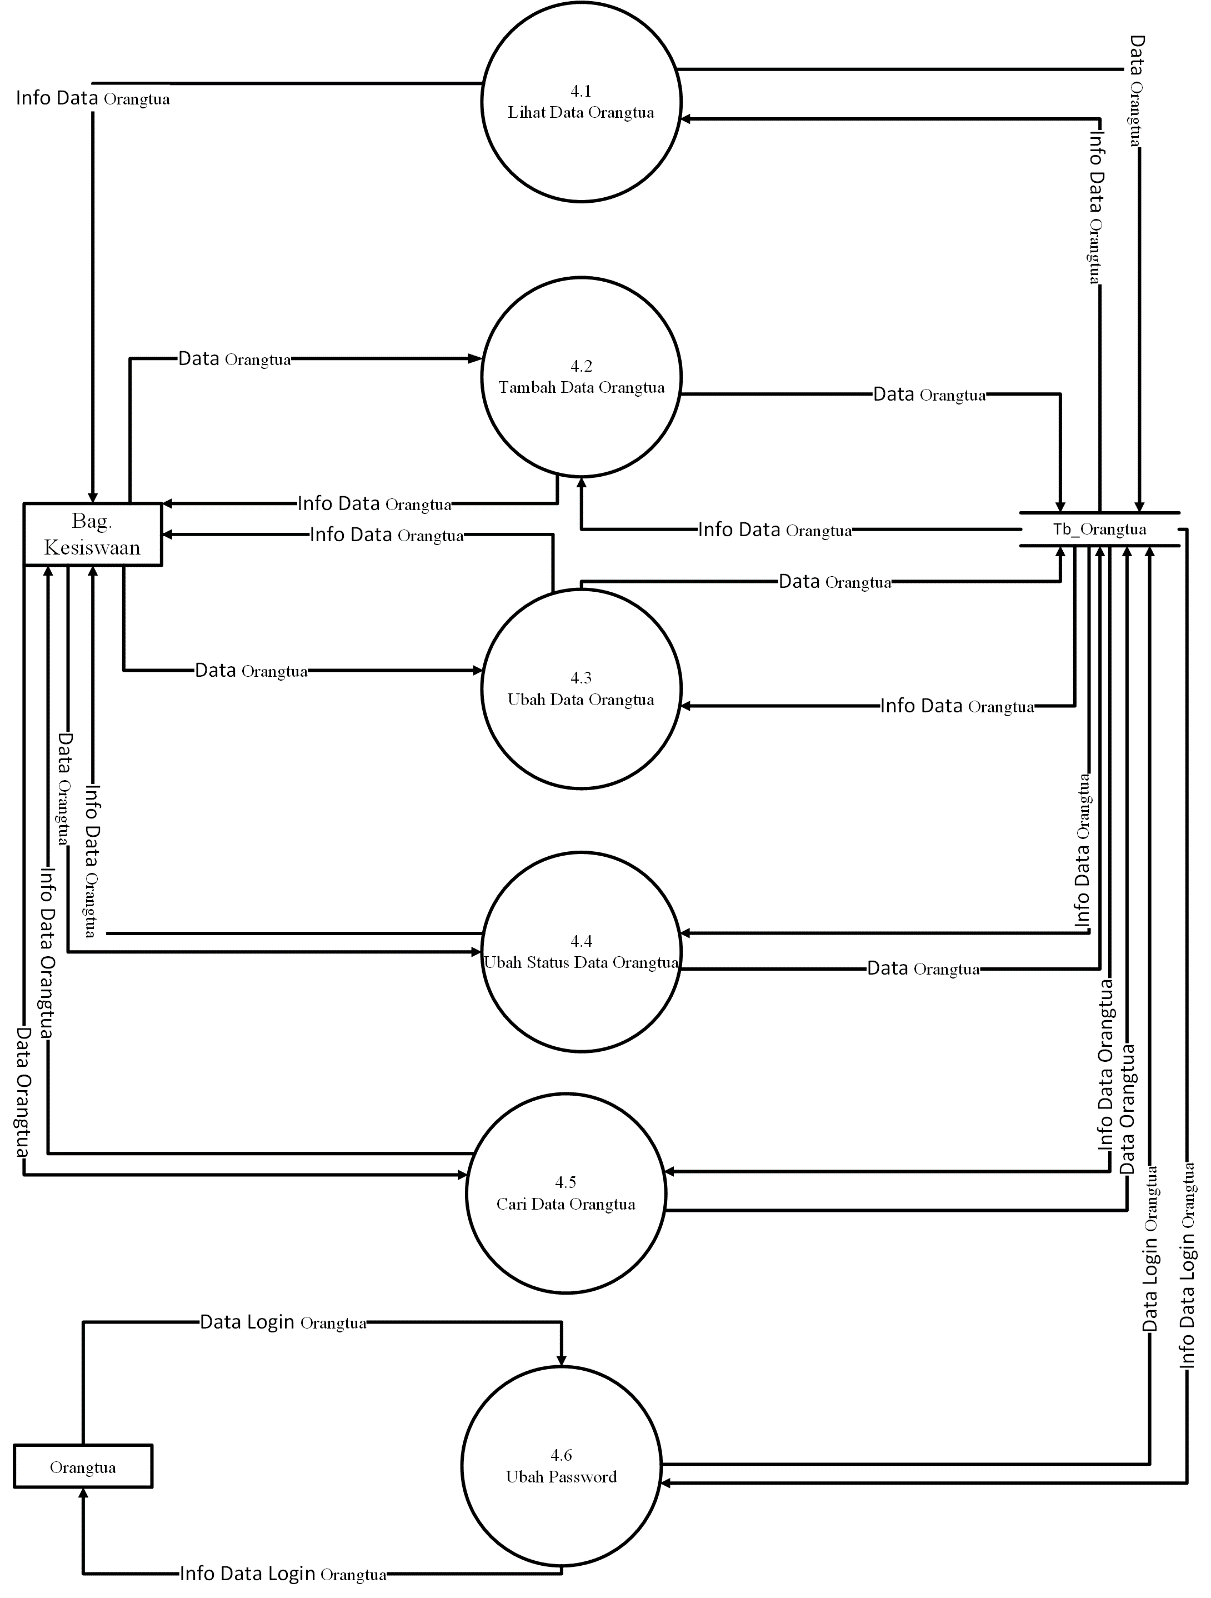 4.1
Lihat Data Orangtua
Info Data Orangtua
Data Orangtua
Info Data Orangtua
4.2
Tambah Data Orangtua
Data Orangtua
Data Orangtua
Info Data Orangtua
Info Data Orangtua
Bag.
Kesiswaan
Tb_Orangtua
Info Data Orangtua
Data Orangtua
4.3
Ubah Data Orangtua
Data Orangtua
Info Data Orangtua
Data Orangtua
Info Data Orangtua
Info Data Orangtua
4.4
Ubah Status Data Orangtua
Data Orangtua
Info Data Orangtua
Data Orangtua
Info Data Orangtua
Data Orangtua
4.5
Cari Data Orangtua
Data Login Orangtua
Info Data Login Orangtua
Data Login Orangtua
4.6
Ubah Password
Orangtua
Info Data Login Orangtua